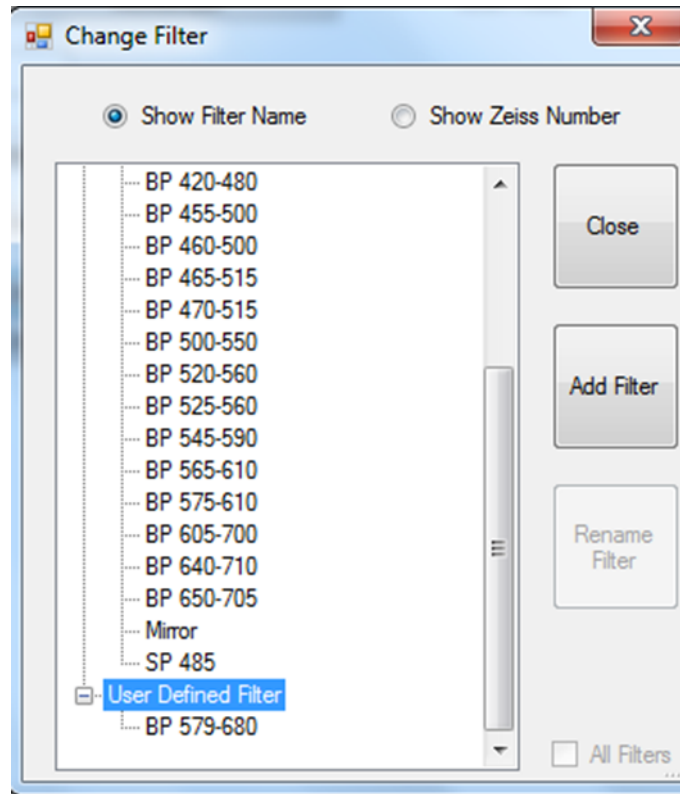 Change Filter
Show Filter Name
Show Zeiss Number
BP 420-480
BP 455-500
BP 460-500
BP 465-515
BP 470-515
BP 500-550
BP 520-560
BP 525-560
BP 545-590
BP 565-610
BP 575-610
BP 605-700
BP 640-710
BP 650-705
Mirror
SP 485
User Defined Filter
BP 579-680
Close
Add Filter
Rename
Filter
All Filters